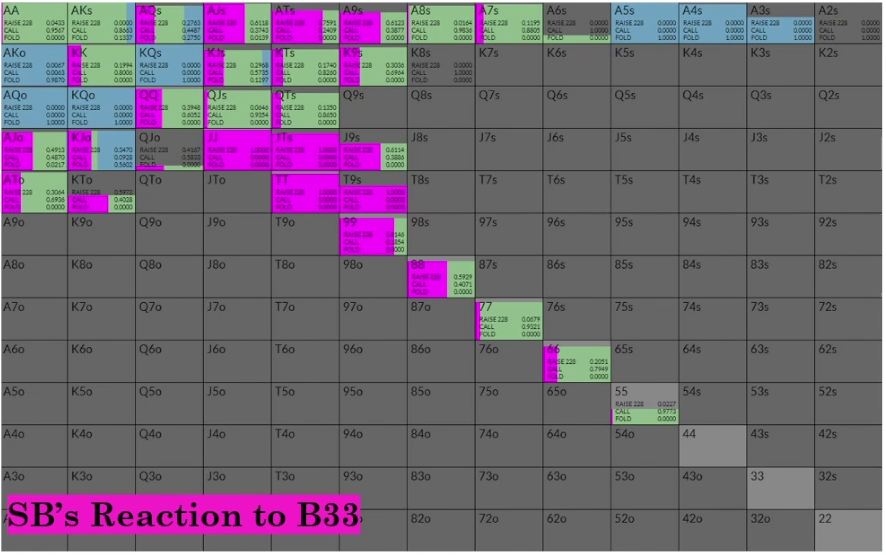 AA AKs AQs AJs ATs A9s A8s A7s A6s A5s A4s A3s A2s
RAISE 228 0.0433 RAISE 228 0.0000 RAISE 228 0.2763 RAISE 228 0.6118 RAISE 228 0.7591 RAISE 228 0.6123 RAISE 228 0.0164 RAISE 228 0.1195 RAISE 228 0.0000 RAISE 228 0.0000 RAISE 228 0.0000 RAISE 228 0.0000 RAISE 228 0.0000
CALL 0.9567 CALL 0.8663 CALL 0.4487 CALL 0.3743 CALL 0.2409 CALL 0.3877 CALL 0.9836 CALL 0.8805 CALL 1.0000 CALL 0.0000 CALL 0.0000 CALL 0.0000 CALL 0.0000
FOLD 0.0000 FOLD 0.1337 FOLD 0.2750 FOLD 0.0139 FOLD 0.0000 FOLD 0.0000 FOLD 0.0000 FOLD 0.0000 FOLD 0.0000 FOLD 1.0000 FOLD 1.0000 FOLD 1.0000 FOLD 1.0000
AKo KK KQs KJs KTs K9s K8s K7s K6s K5s K4s K3s K2s
RAISE 228 0.0067 RAISE 228 0.1994 RAISE 228 0.0000 RAISE 228 0.2968 RAISE 228 0.1740 RAISE 228 0.3036 RAISE 228 0.0000
CALL 0.0063 CALL 0.8006 CALL 0.0000 CALL 0.5735 CALL 0.8260 CALL 0.6964 CALL 1.0000
FOLD 0.9870 FOLD 0.0000 FOLD 1.0000 FOLD 0.1297 FOLD 0.0000 FOLD 0.0000 FOLD 0.0000
AQo KQo QQ QJs QTs Q9s Q8s Q7s Q6s Q5s Q4s Q3s Q2s
RAISE 228 0.0000 RAISE 228 0.0000 RAISE 228 0.3948 RAISE 228 0.0646 RAISE 228 0.1350
CALL 0.0000 CALL 0.0000 CALL 0.6052 CALL 0.9354 CALL 0.8650
FOLD 1.0000 FOLD 1.0000 FOLD 0.0000 FOLD 0.0000 FOLD 0.0000
AJo KJo QJo JJ JTs J9s J8s J7s J6s J5s J4s J3s J2s
RAISE 228 0.4913 RAISE 228 0.3470 RAISE 228 0.4167 RAISE 228 1.0000 RAISE 228 1.0000 RAISE 228 0.6114
CALL 0.4870 CALL 0.0928 CALL 0.5833 CALL 0.0000 CALL 0.0000 CALL 0.3886
FOLD 0.0217 FOLD 0.5602 FOLD 0.0000 FOLD 0.0000 FOLD 0.0000 FOLD 0.0000
ATo KTo QTo JTo TT T9s T8s T7s T6s T5s T4s T3s T2s
RAISE 228 0.3064 RAISE 228 0.5972 RAISE 228 1.0000 RAISE 228 1.0000
CALL 0.6936 CALL 0.4028 CALL 0.0000 CALL 0.0000
FOLD 0.0000 FOLD 0.0000 FOLD 0.0000 FOLD 0.0000
A9o K9o Q9o J9o T9o 99 98s 97s 96s 95s 94s 93s 92s
RAISE 228
CALL
FOLD
A8o K8o Q8o J8o T8o 98o 88 87s 86s 85s 84s 83s 82s
RAISE 228 0.5929
CALL 0.4071
FOLD 0.0000
A7o K7o Q7o J7o T7o 97o 87o 77 76s 75s 74s 73s 72s
RAISE 228 0.0679
CALL 0.9321
FOLD 0.0000
A6o K6o Q6o J6o T6o 96o 86o 76o 66 65s 64s 63s 62s
RAISE 228 0.2051
CALL 0.7949
FOLD 0.0000
A5o K5o Q5o J5o T5o 95o 85o 75o 65o 55 54s 53s 52s
RAISE 228 0.0227
CALL 0.9773
FOLD 0.0000
A4o K4o Q4o J4o T4o 94o 84o 74o 64o 54o 44 43s 42s
A3o K3o Q3o J3o T3o 93o 83o 73o 63o 53o 43o 33 32s
SB's Reaction to B33
82o 72o 62o 52o 42o 32o 22